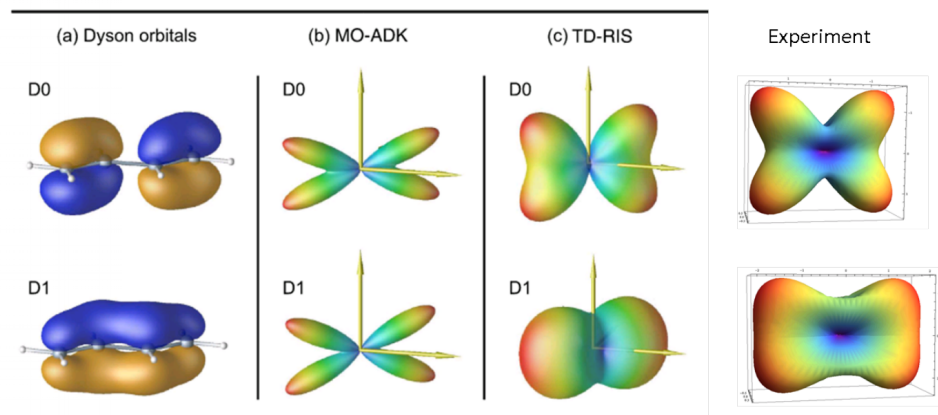 (a) Dyson orbitals (b) MO-ADK (c) TD-RIS Experiment
D0 D0 D0
D1 D1 D1